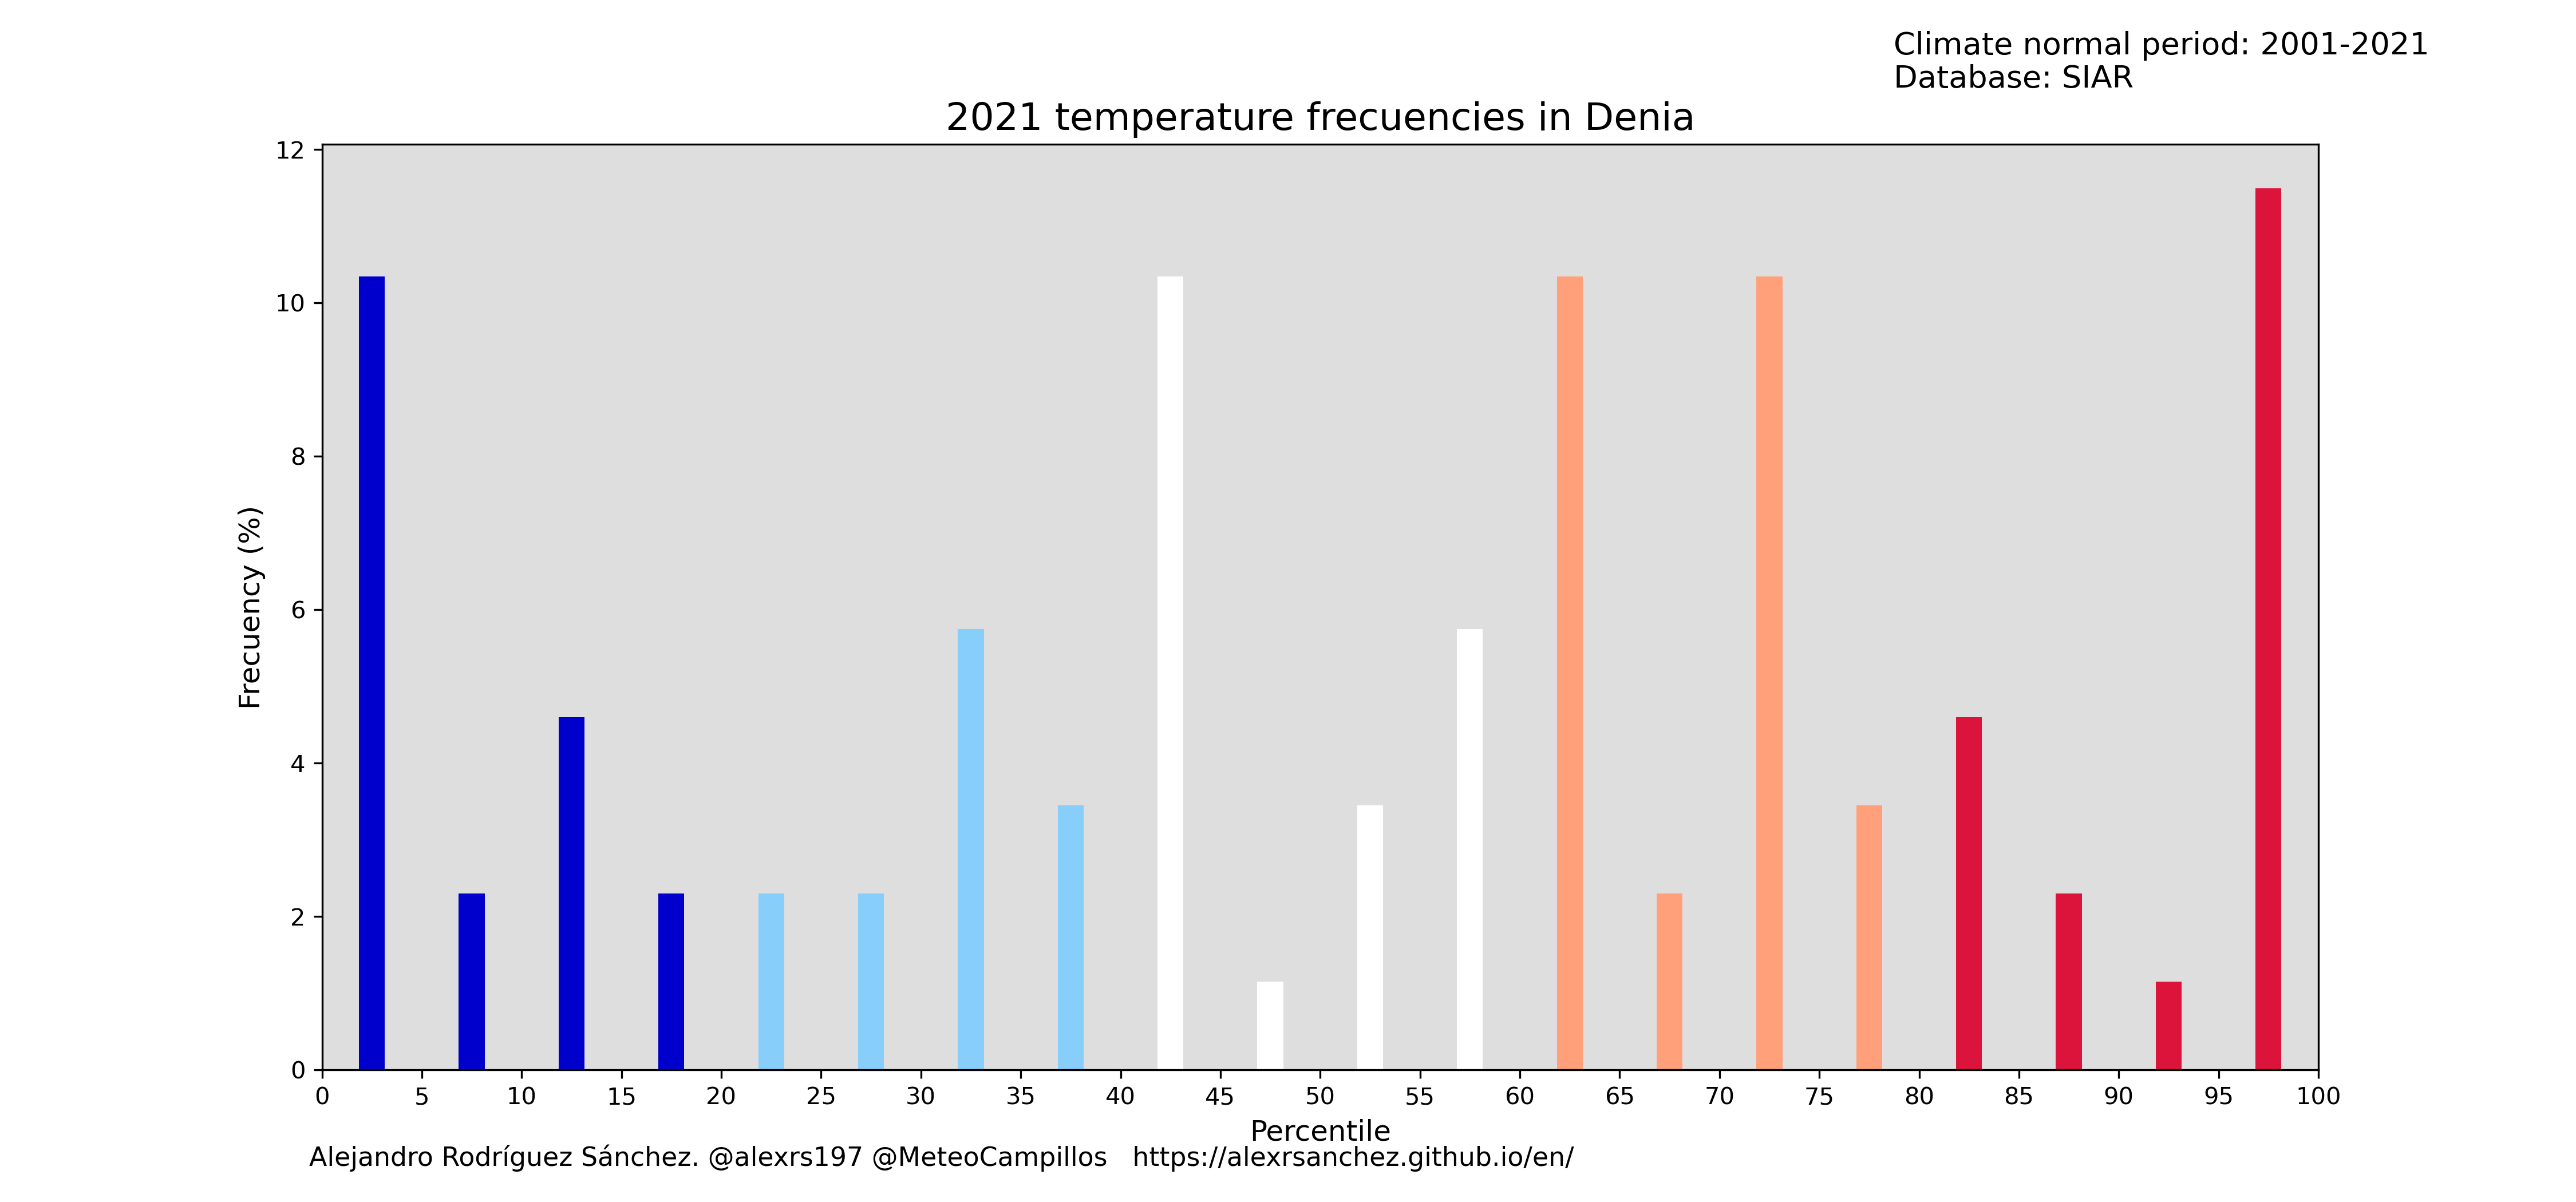 Climate normal period: 2001-2021
Database: SIAR
2021 temperature frecuencies in Denia
12
10
8
6
4
2
0
Frecuency (%)
0 5 10 15 20 25 30 35 40 45 50 55 60 65 70 75 80 85 90 95 100
Percentile
Alejandro Rodríguez Sánchez. @alexrs197 @MeteoCampillos https://alexrsanchez.github.io/en/